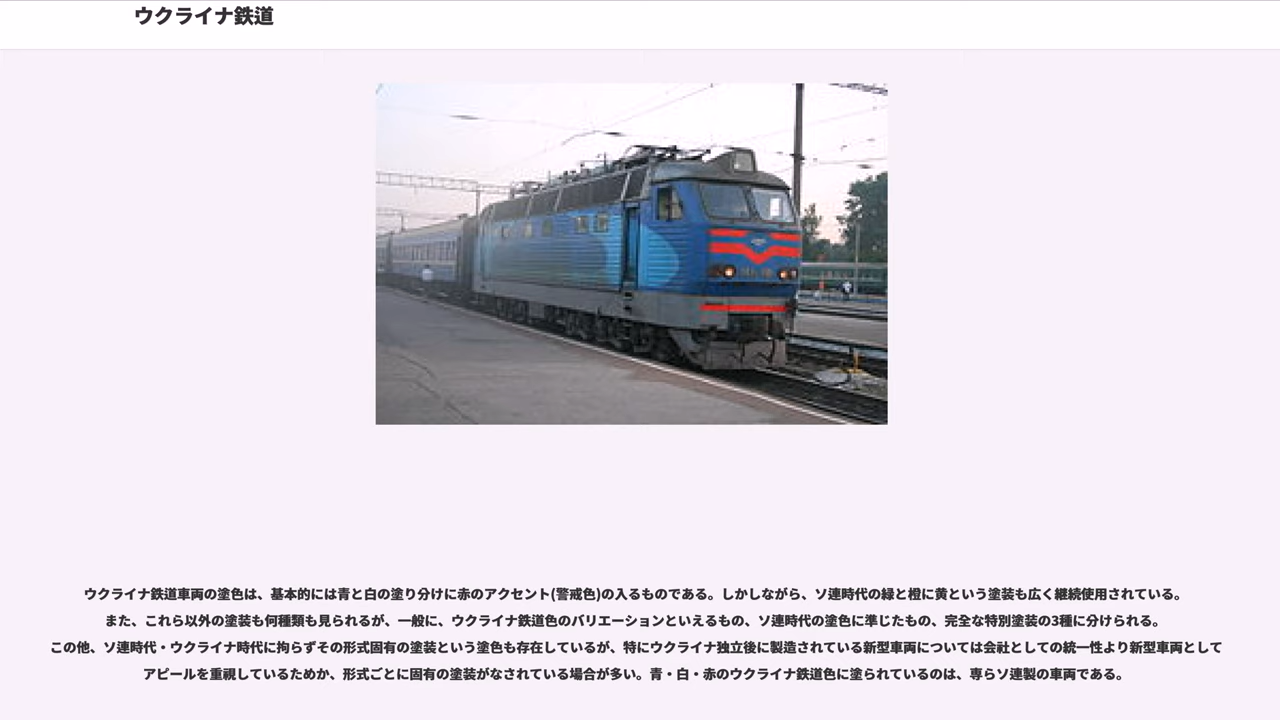 ウクライナ鉄道
ウクライナ鉄道車両の塗色は、基本的には青と白の塗り分けに赤のアクセント(警戒色)の入るものである。しかしながら、ソ連時代の緑と橙に黄という塗装も広く継続使用されている。
また、これら以外の塗装も何種類も見られるが、一般に、ウクライナ鉄道色のバリエーションといえるもの、ソ連時代の塗色に準じたもの、完全な特別塗装の3種に分けられる。
この他、ソ連時代・ウクライナ時代に拘らずその形式固有の塗装という塗色も存在しているが、特にウクライナ独立後に製造されている新型車両については会社としての統一性より新型車両として
アピールを重視しているためか、形式ごとに固有の塗装がなされている場合が多い。青・白・赤のウクライナ鉄道色に塗られているのは、専らソ連製の車両である。